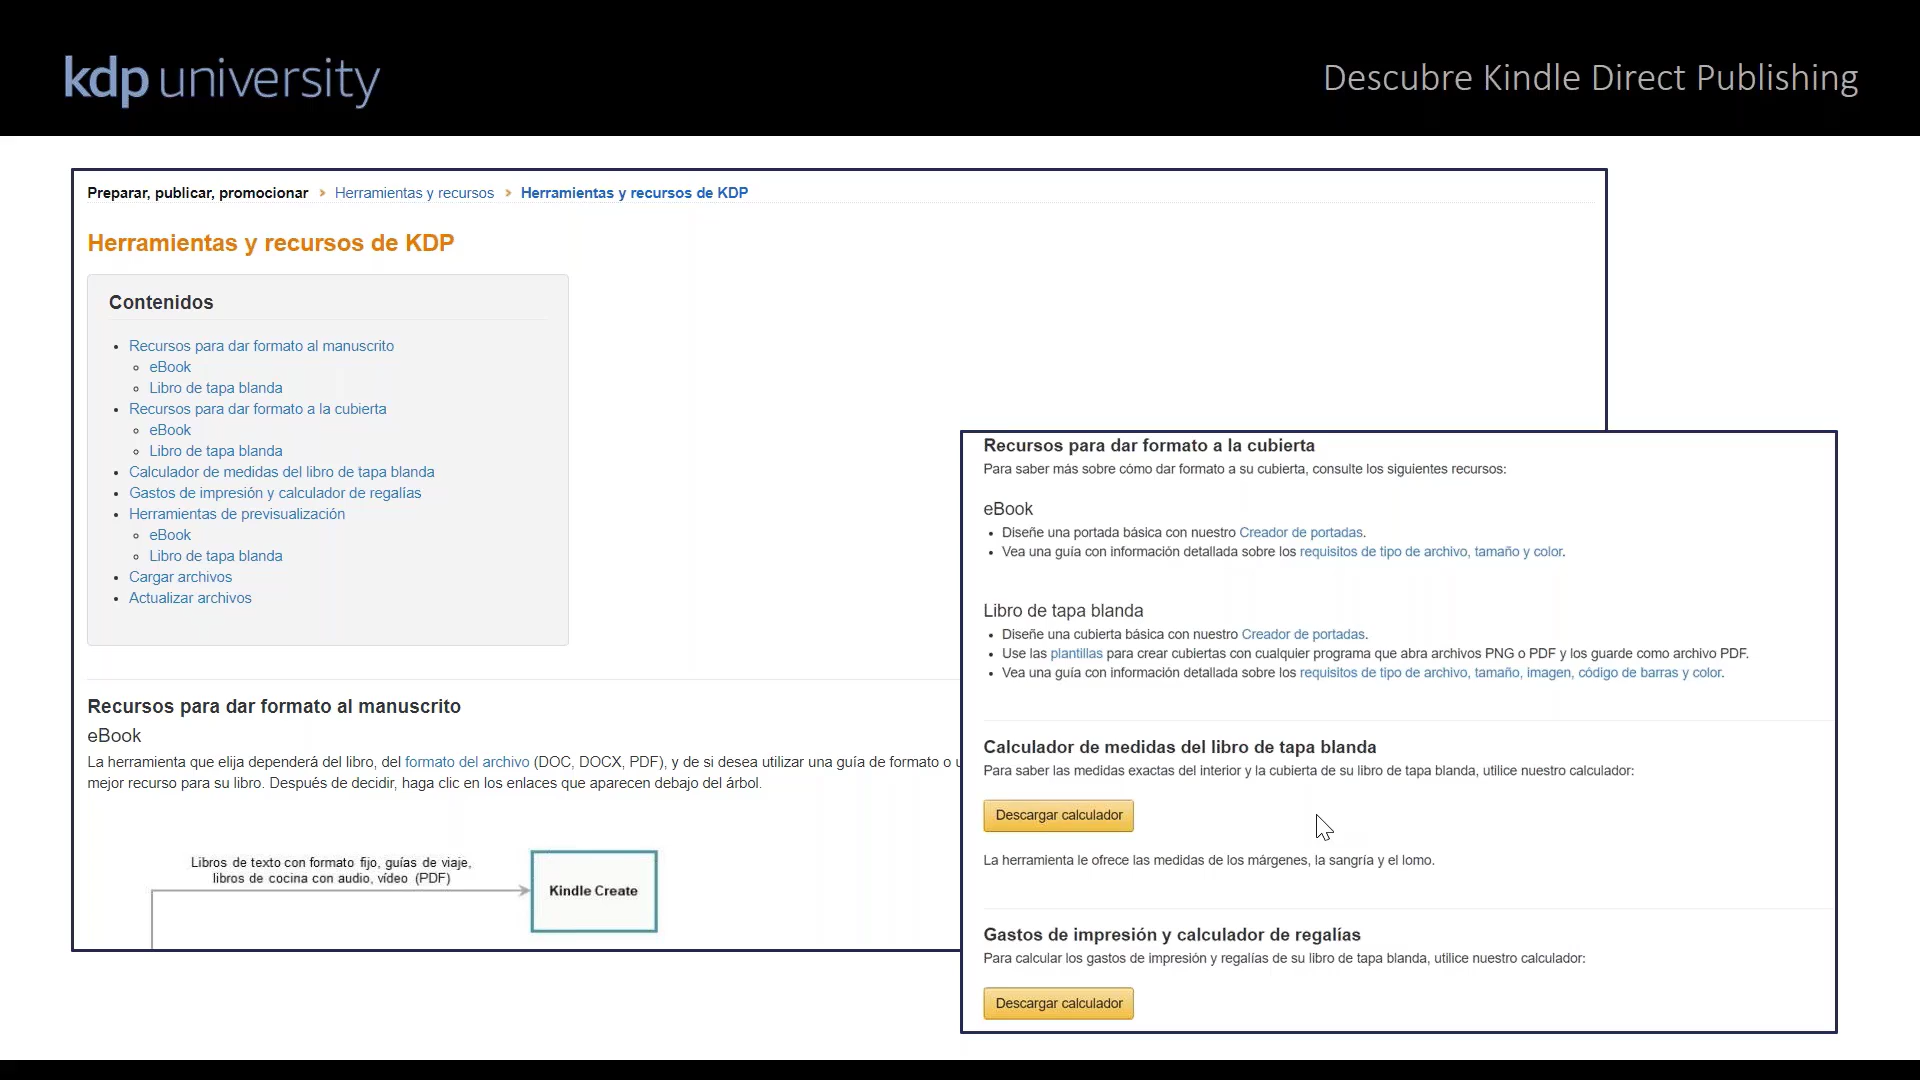 kdp university
Descubre Kindle Direct Publishing
Preparar, publicar, promocionar › Herramientas y recursos › Herramientas y recursos de KDP
Herramientas y recursos de KDP
Contenidos
Recursos para dar formato al manuscrito
eBook
Libro de tapa blanda
Recursos para dar formato a la cubierta
eBook
Libro de tapa blanda
Calculador de medidas del libro de tapa blanda
Gastos de impresión y calculador de regalías
Herramientas de previsualización
eBook
Libro de tapa blanda
Cargar archivos
Actualizar archivos
Recursos para dar formato al manuscrito
eBook
La herramienta que elija dependerá del libro, del formato del archivo (DOC, DOCX, PDF), y de si desea utilizar una guía de formato o
mejor recurso para su libro. Después de decidir, haga clic en los enlaces que aparecen debajo del árbol.
Libros de texto con formato fijo, guías de viaje,
libros de cocina con audio, vídeo (PDF)
Kindle Create
Recursos para dar formato a la cubierta
Para saber más sobre cómo dar formato a su cubierta, consulte los siguientes recursos:
eBook
Diseñe una portada básica con nuestro Creador de portadas.
Vea una guía con información detallada sobre los requisitos de tipo de archivo, tamaño y color.
Libro de tapa blanda
Diseñe una cubierta básica con nuestro Creador de portadas.
Use las plantillas para crear cubiertas con cualquier programa que abra archivos PNG o PDF y los guarde como archivo PDF.
Vea una guía con información detallada sobre los requisitos de tipo de archivo, tamaño, imagen, código de barras y color.
Calculador de medidas del libro de tapa blanda
Para saber las medidas exactas del interior y la cubierta de su libro de tapa blanda, utilice nuestro calculador:
Descargar calculador
La herramienta le ofrece las medidas de los márgenes, la sangría y el lomo.
Gastos de impresión y calculador de regalías
Para calcular los gastos de impresión y regalías de su libro de tapa blanda, utilice nuestro calculador:
Descargar calculador